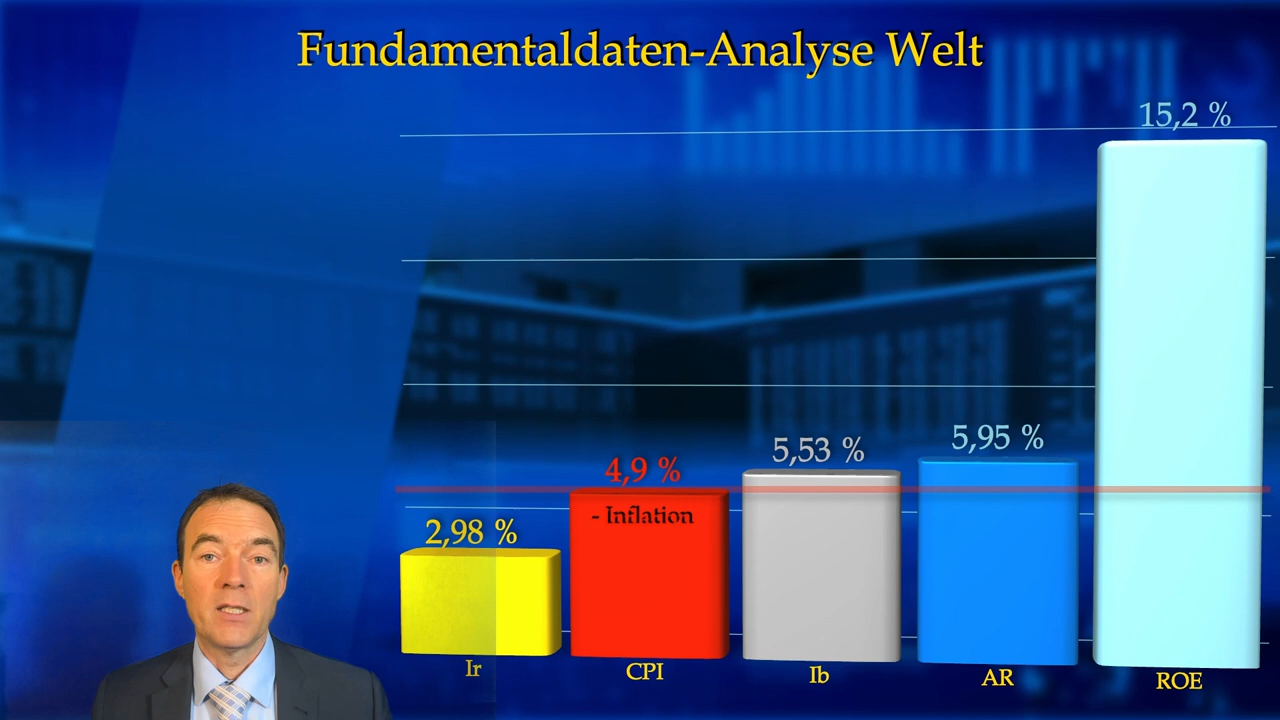 Fundamentaldaten-Analyse Welt
15,2 %
5,95 %
5,53 %
4,9 %
- Inflation
2,98 %
Ir
CPI
Ib
AR
ROE